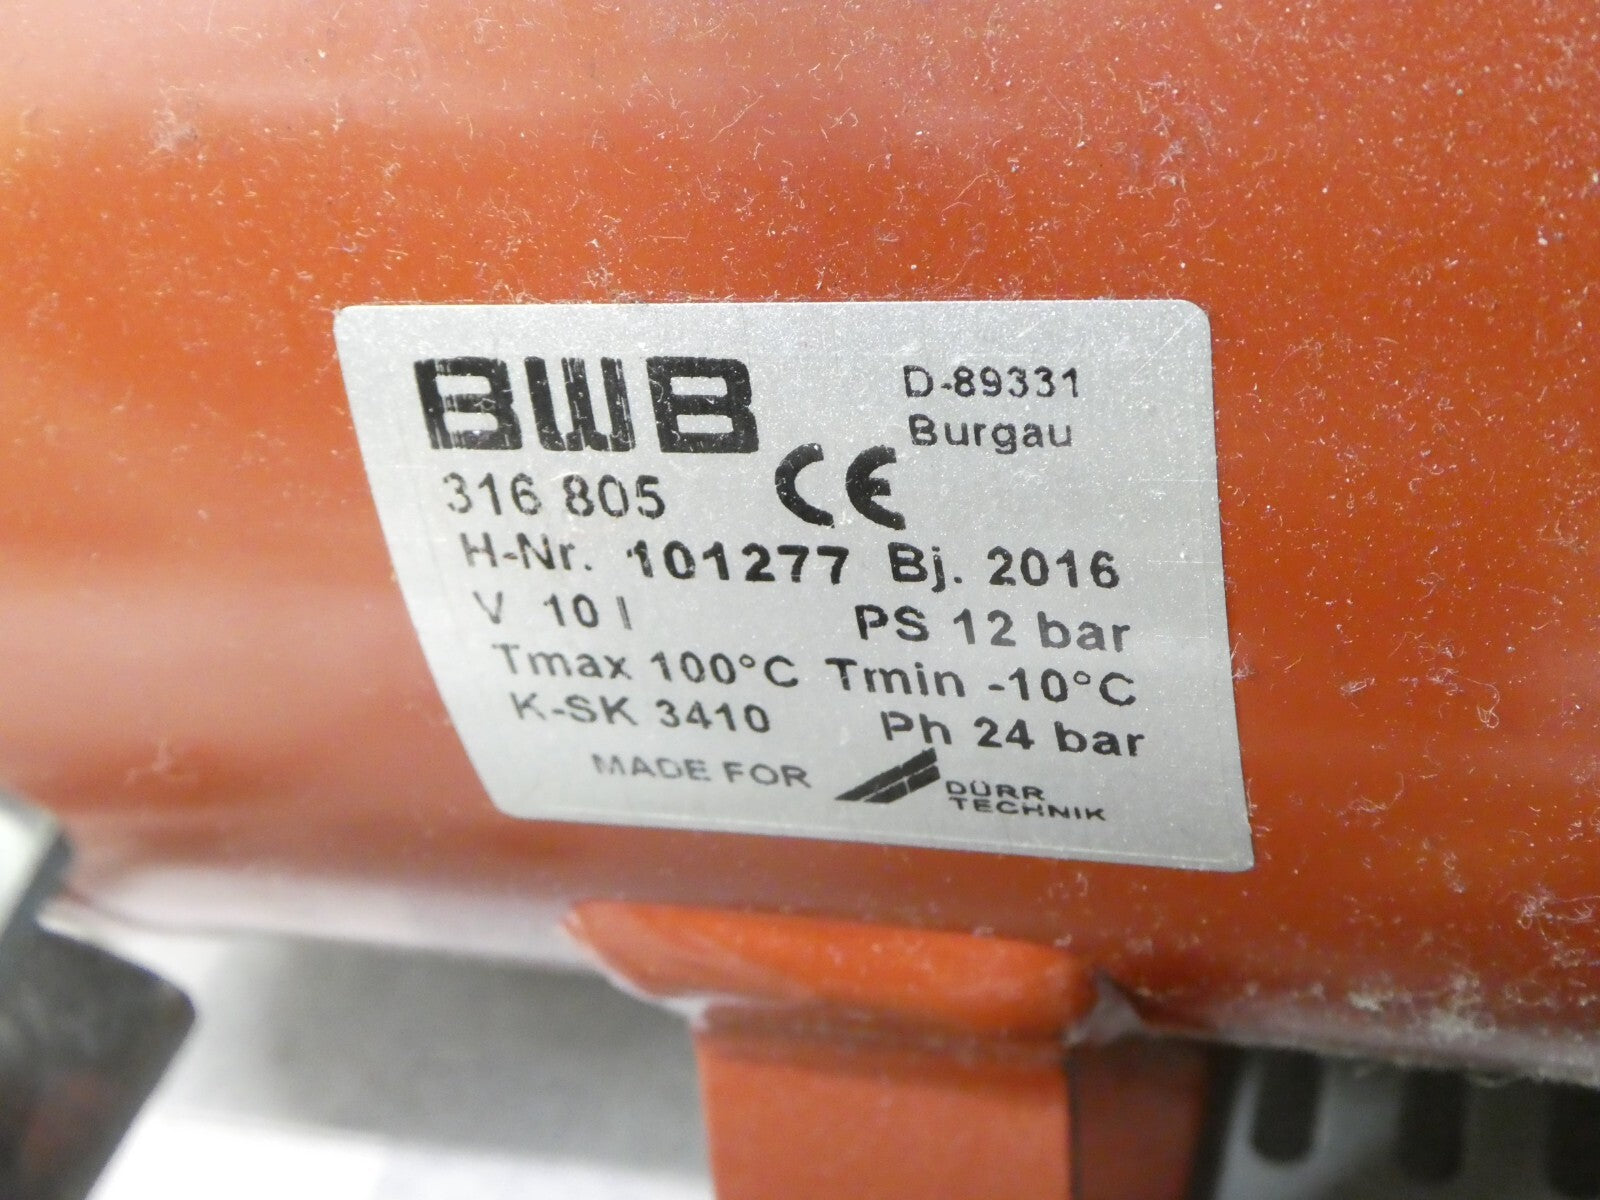 BWB
D-89331
Burgau
CE
316 805
H-Nr. 101277 Bj. 2016
V 10 l PS 12 bar
Tmax 100°C Tmin -10°C
K-SK 3410 Ph 24 bar
MADE FOR DÜRR
TECHNIK